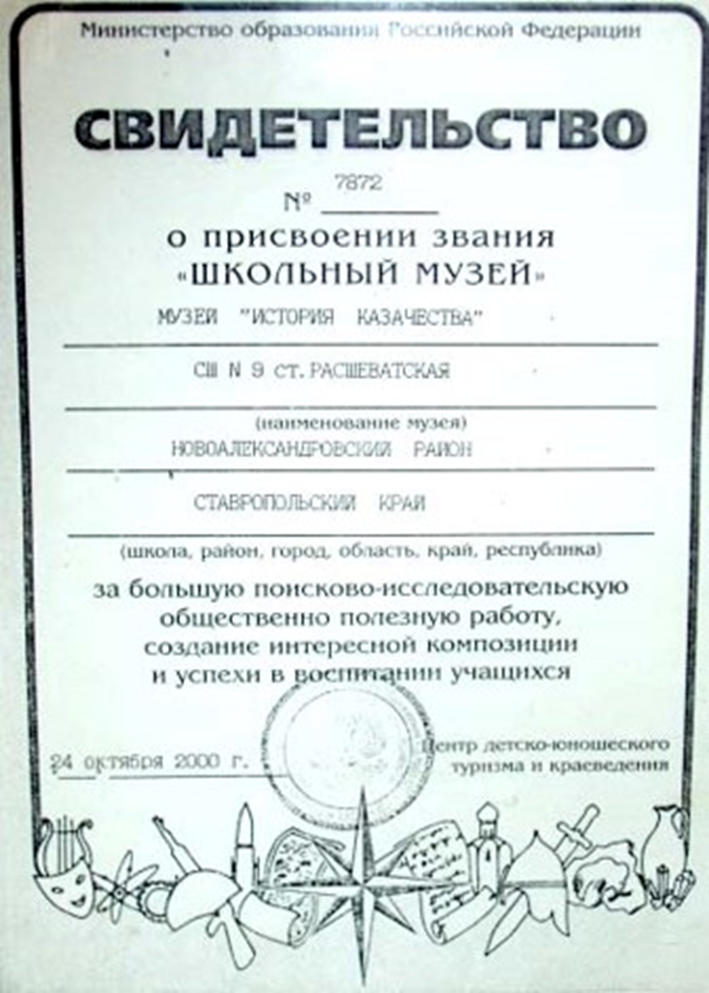 Министерство образования Российской Федерации
СВИДЕТЕЛЬСТВО
№ 7872
о присвоении звания
«ШКОЛЬНЫЙ МУЗЕЙ»
МУЗЕЙ "ИСТОРИЯ КАЗАЧЕСТВА"
СШ N 9 ст.РАСШЕВАТСКАЯ
(наименование музея)
НОВОАЛЕКСАНДРОВСКИЙ РАЙОН
СТАВРОПОЛЬСКИЙ КРАЙ
(школа, район, город, область, край, республика)
за большую поисково-исследовательскую
общественно полезную работу,
создание интересной композиции
и успехи в воспитании учащихся
24 октября 2000 г.
Центр детско-юношеского
туризма и краеведения